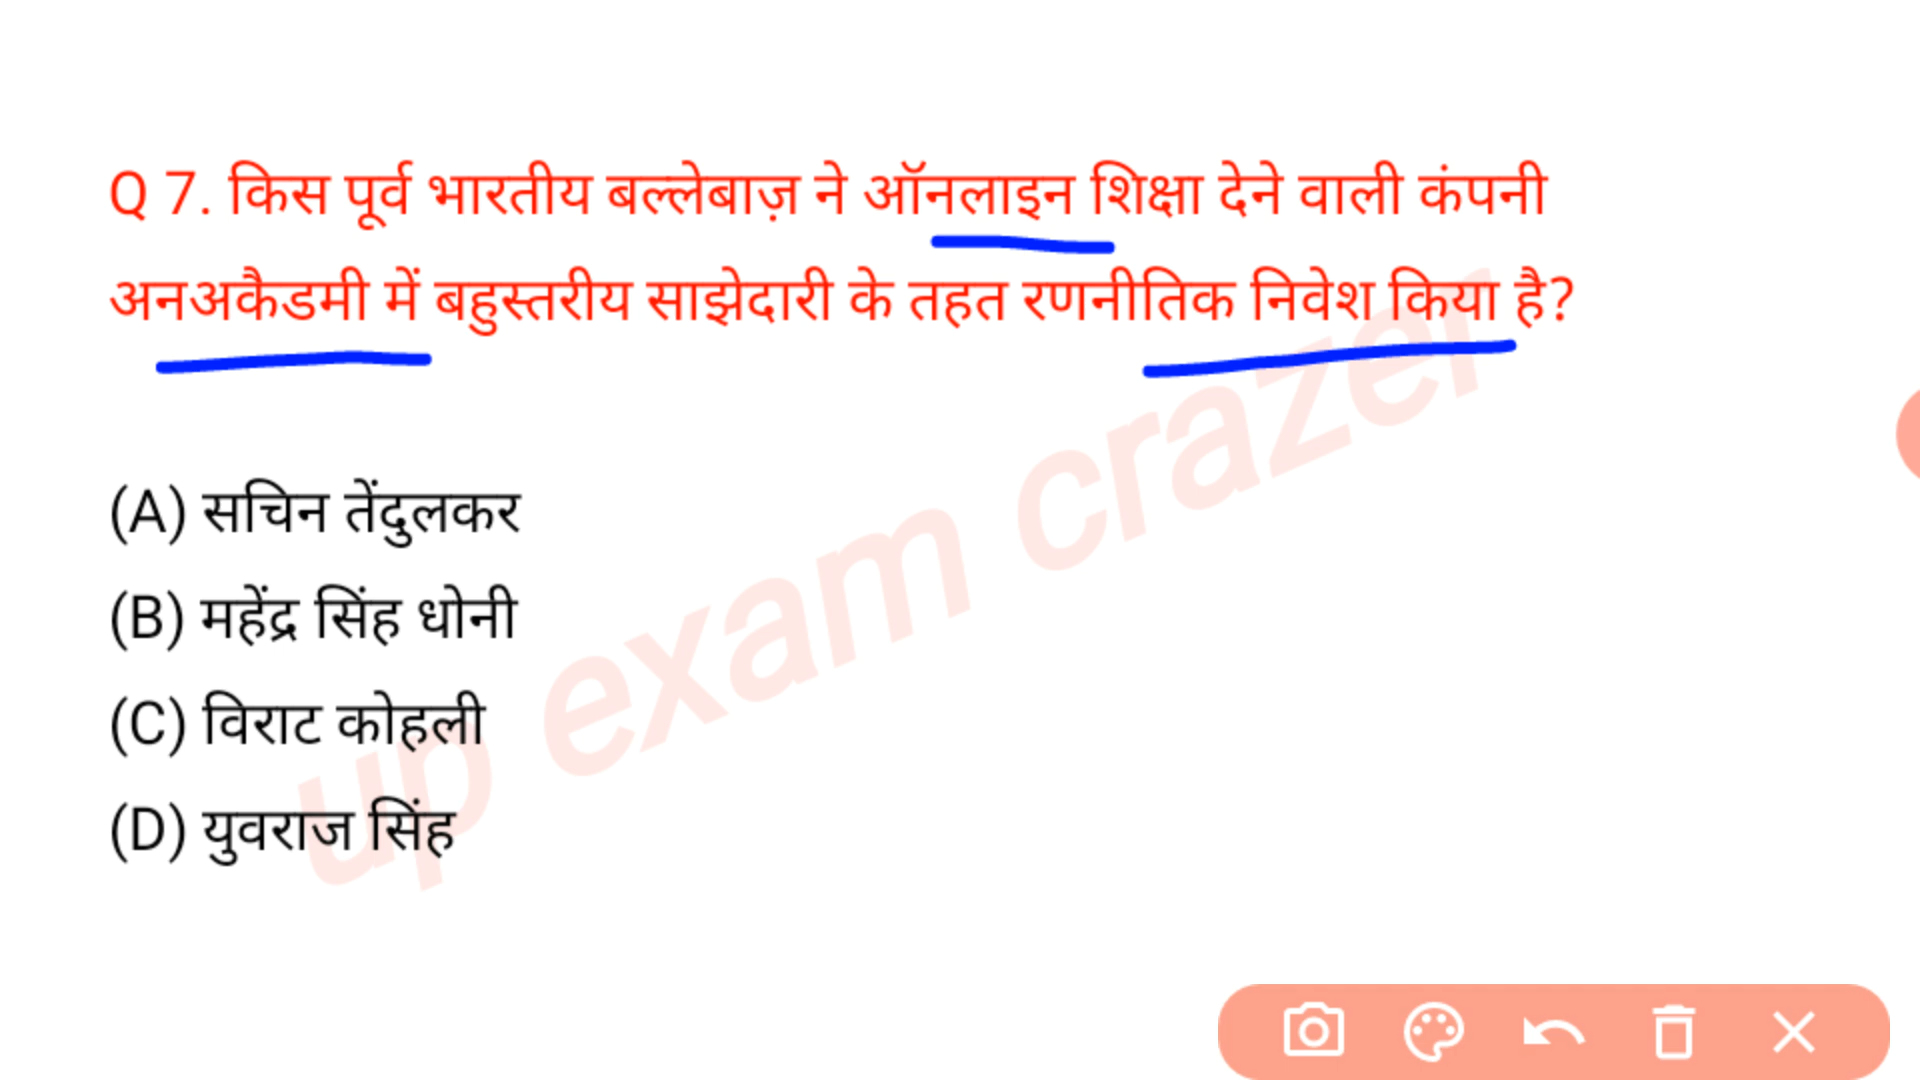 Q 7. किस पूर्व भारतीय बल्लेबाज़ ने ऑनलाइन शिक्षा देने वाली कंपनी
अनअकैडमी में बहुस्तरीय साझेदारी के तहत रणनीतिक निवेश किया है?
(A) सचिन तेंदुलकर
(B) महेंद्र सिंह धोनी
(C) विराट कोहली
(D) युवराज सिंह
up exam crazer